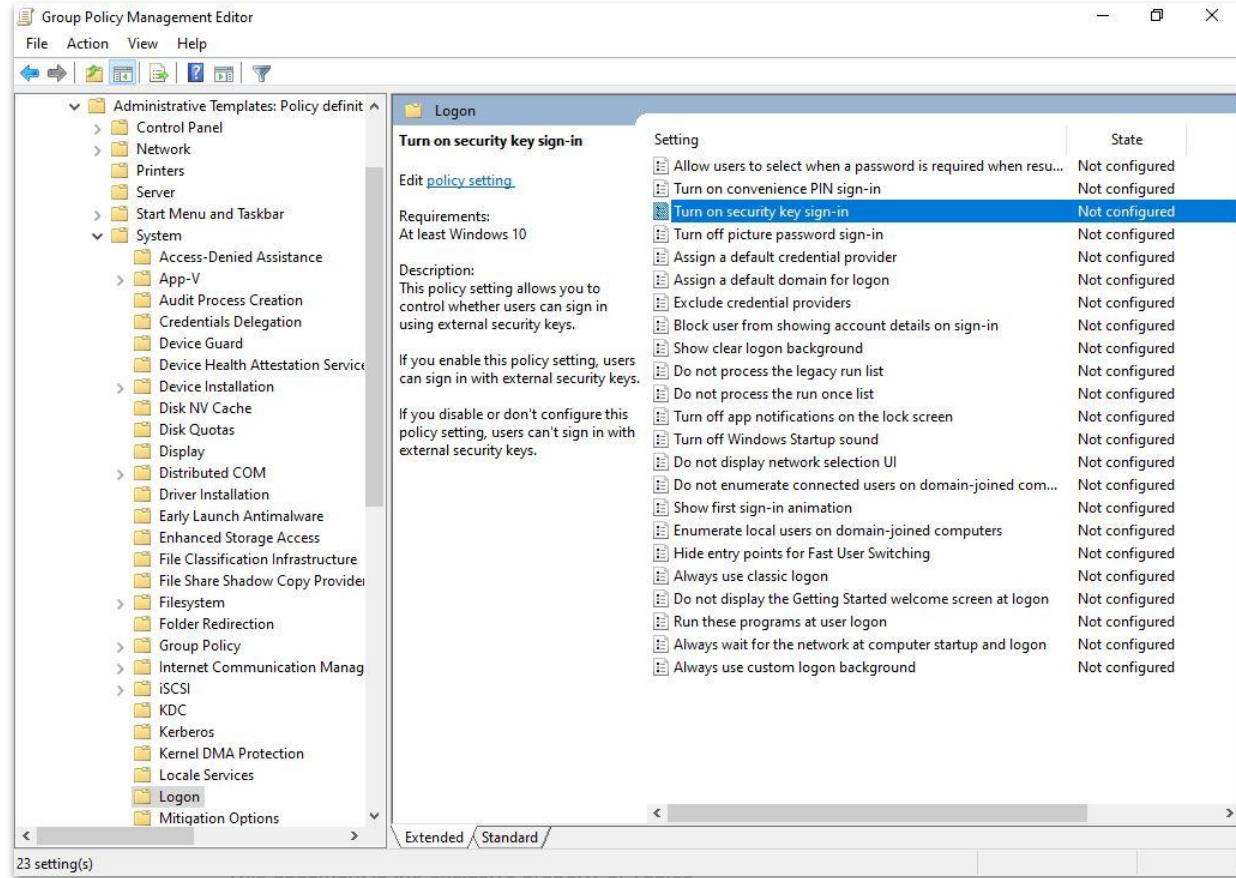 Group Policy Management Editor
File Action View Help
Administrative Templates: Policy definit
Control Panel
Network
Printers
Server
Start Menu and Taskbar
System
Access-Denied Assistance
App-V
Audit Process Creation
Credentials Delegation
Device Guard
Device Health Attestation Service
Device Installation
Disk NV Cache
Disk Quotas
Display
Distributed COM
Driver Installation
Early Launch Antimalware
Enhanced Storage Access
File Classification Infrastructure
File Share Shadow Copy Provider
Filesystem
Folder Redirection
Group Policy
Internet Communication Manag
iSCSI
KDC
Kerberos
Kernel DMA Protection
Locale Services
Logon
Mitigation Options
Logon
Turn on security key sign-in
Edit policy setting
Requirements:
At least Windows 10
Description:
This policy setting allows you to
control whether users can sign in
using external security keys.
If you enable this policy setting, users
can sign in with external security keys.
If you disable or don't configure this
policy setting, users can't sign in with
external security keys.
Setting State
Allow users to select when a password is required when resu... Not configured
Turn on convenience PIN sign-in Not configured
Turn on security key sign-in Not configured
Turn off picture password sign-in Not configured
Assign a default credential provider Not configured
Assign a default domain for logon Not configured
Exclude credential providers Not configured
Block user from showing account details on sign-in Not configured
Show clear logon background Not configured
Do not process the legacy run list Not configured
Do not process the run once list Not configured
Turn off app notifications on the lock screen Not configured
Turn off Windows Startup sound Not configured
Do not display network selection UI Not configured
Do not enumerate connected users on domain-joined com... Not configured
Show first sign-in animation Not configured
Enumerate local users on domain-joined computers Not configured
Hide entry points for Fast User Switching Not configured
Always use classic logon Not configured
Do not display the Getting Started welcome screen at logon Not configured
Run these programs at user logon Not configured
Always wait for the network at computer startup and logon Not configured
Always use custom logon background Not configured
Extended Standard
23 setting(s)